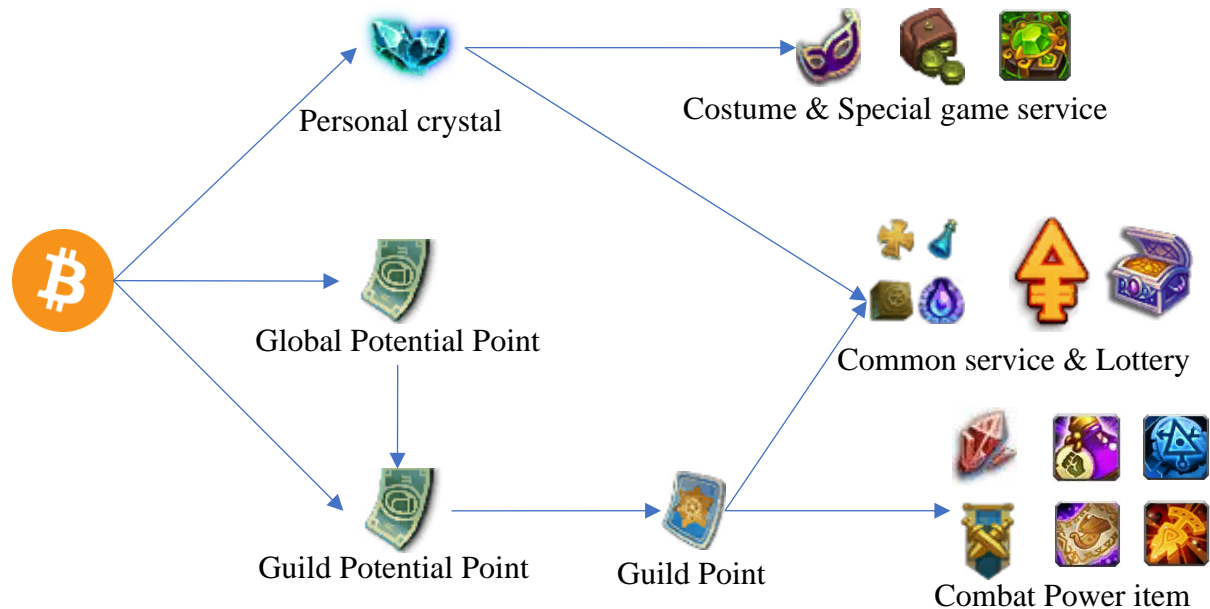 Personal crystal
Costume & Special game service
Global Potential Point
Common service & Lottery
Guild Potential Point
Guild Point
Combat Power item